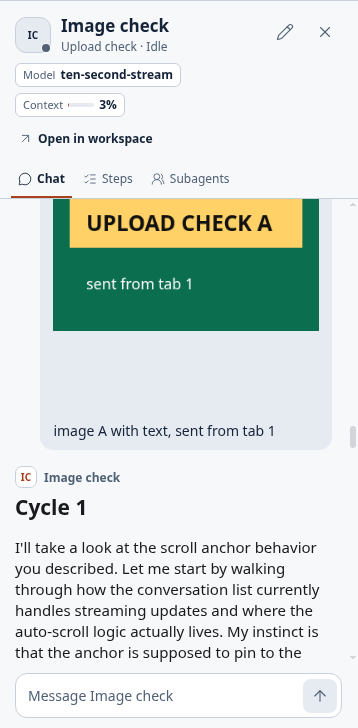 IC
Image check
Upload check · Idle
Model ten-second-stream
Context 3%
Open in workspace
Chat Steps Subagents
UPLOAD CHECK A
sent from tab 1
image A with text, sent from tab 1
IC Image check
Cycle 1
I'll take a look at the scroll anchor behavior
you described. Let me start by walking
through how the conversation list currently
handles streaming updates and where the
auto-scroll logic actually lives. My instinct is
that the anchor is supposed to pin to the
Message Image check